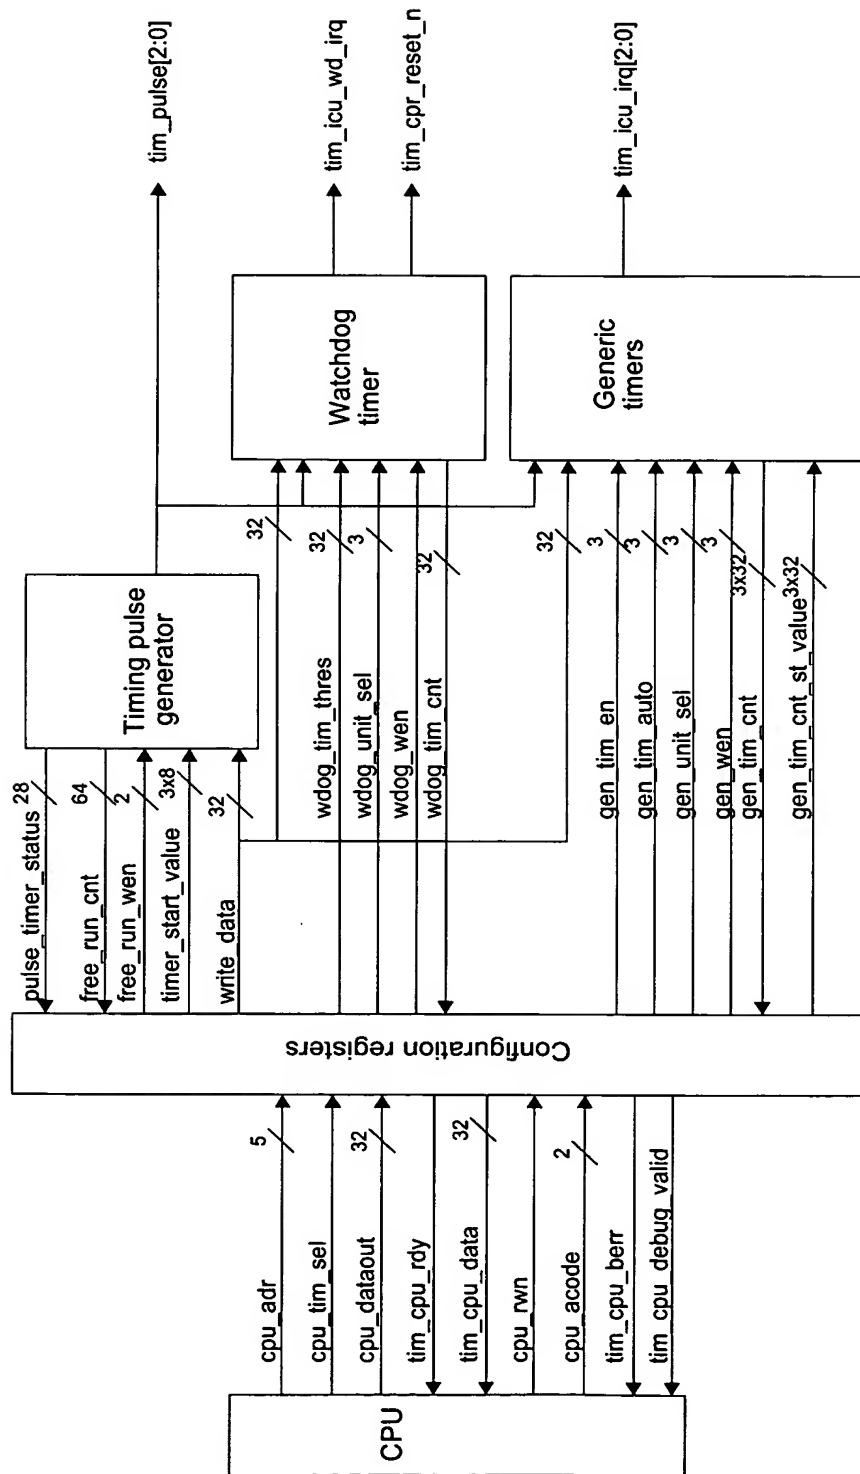 CPU
cpu_adr
5
cpu_tim_sel
cpu_dataout
32
tim_cpu_rdy
tim_cpu_data
32
cpu_rwn
cpu_acode
2
tim_cpu_berr
tim_cpu_debug_valid
Configuration registers
pulse_timer_status
28
free_run_cnt
64
free_run_wen
2
timer_start_value
3x8
write_data
32
Timing pulse
generator
tim_pulse[2:0]
32
wdog_tim_thres
32
wdog_unit_sel
3
wdog_wen
wdog_tim_cnt
32
Watchdog
timer
tim_icu_wd_irq
tim_cpr_reset_n
32
gen_tim_en
3
gen_tim_auto
3
gen_unit_sel
3
gen_wen
3
gen_tim_cnt
3x32
gen_tim_cnt_st_value
3x32
Generic
timers
tim_icu_irq[2:0]